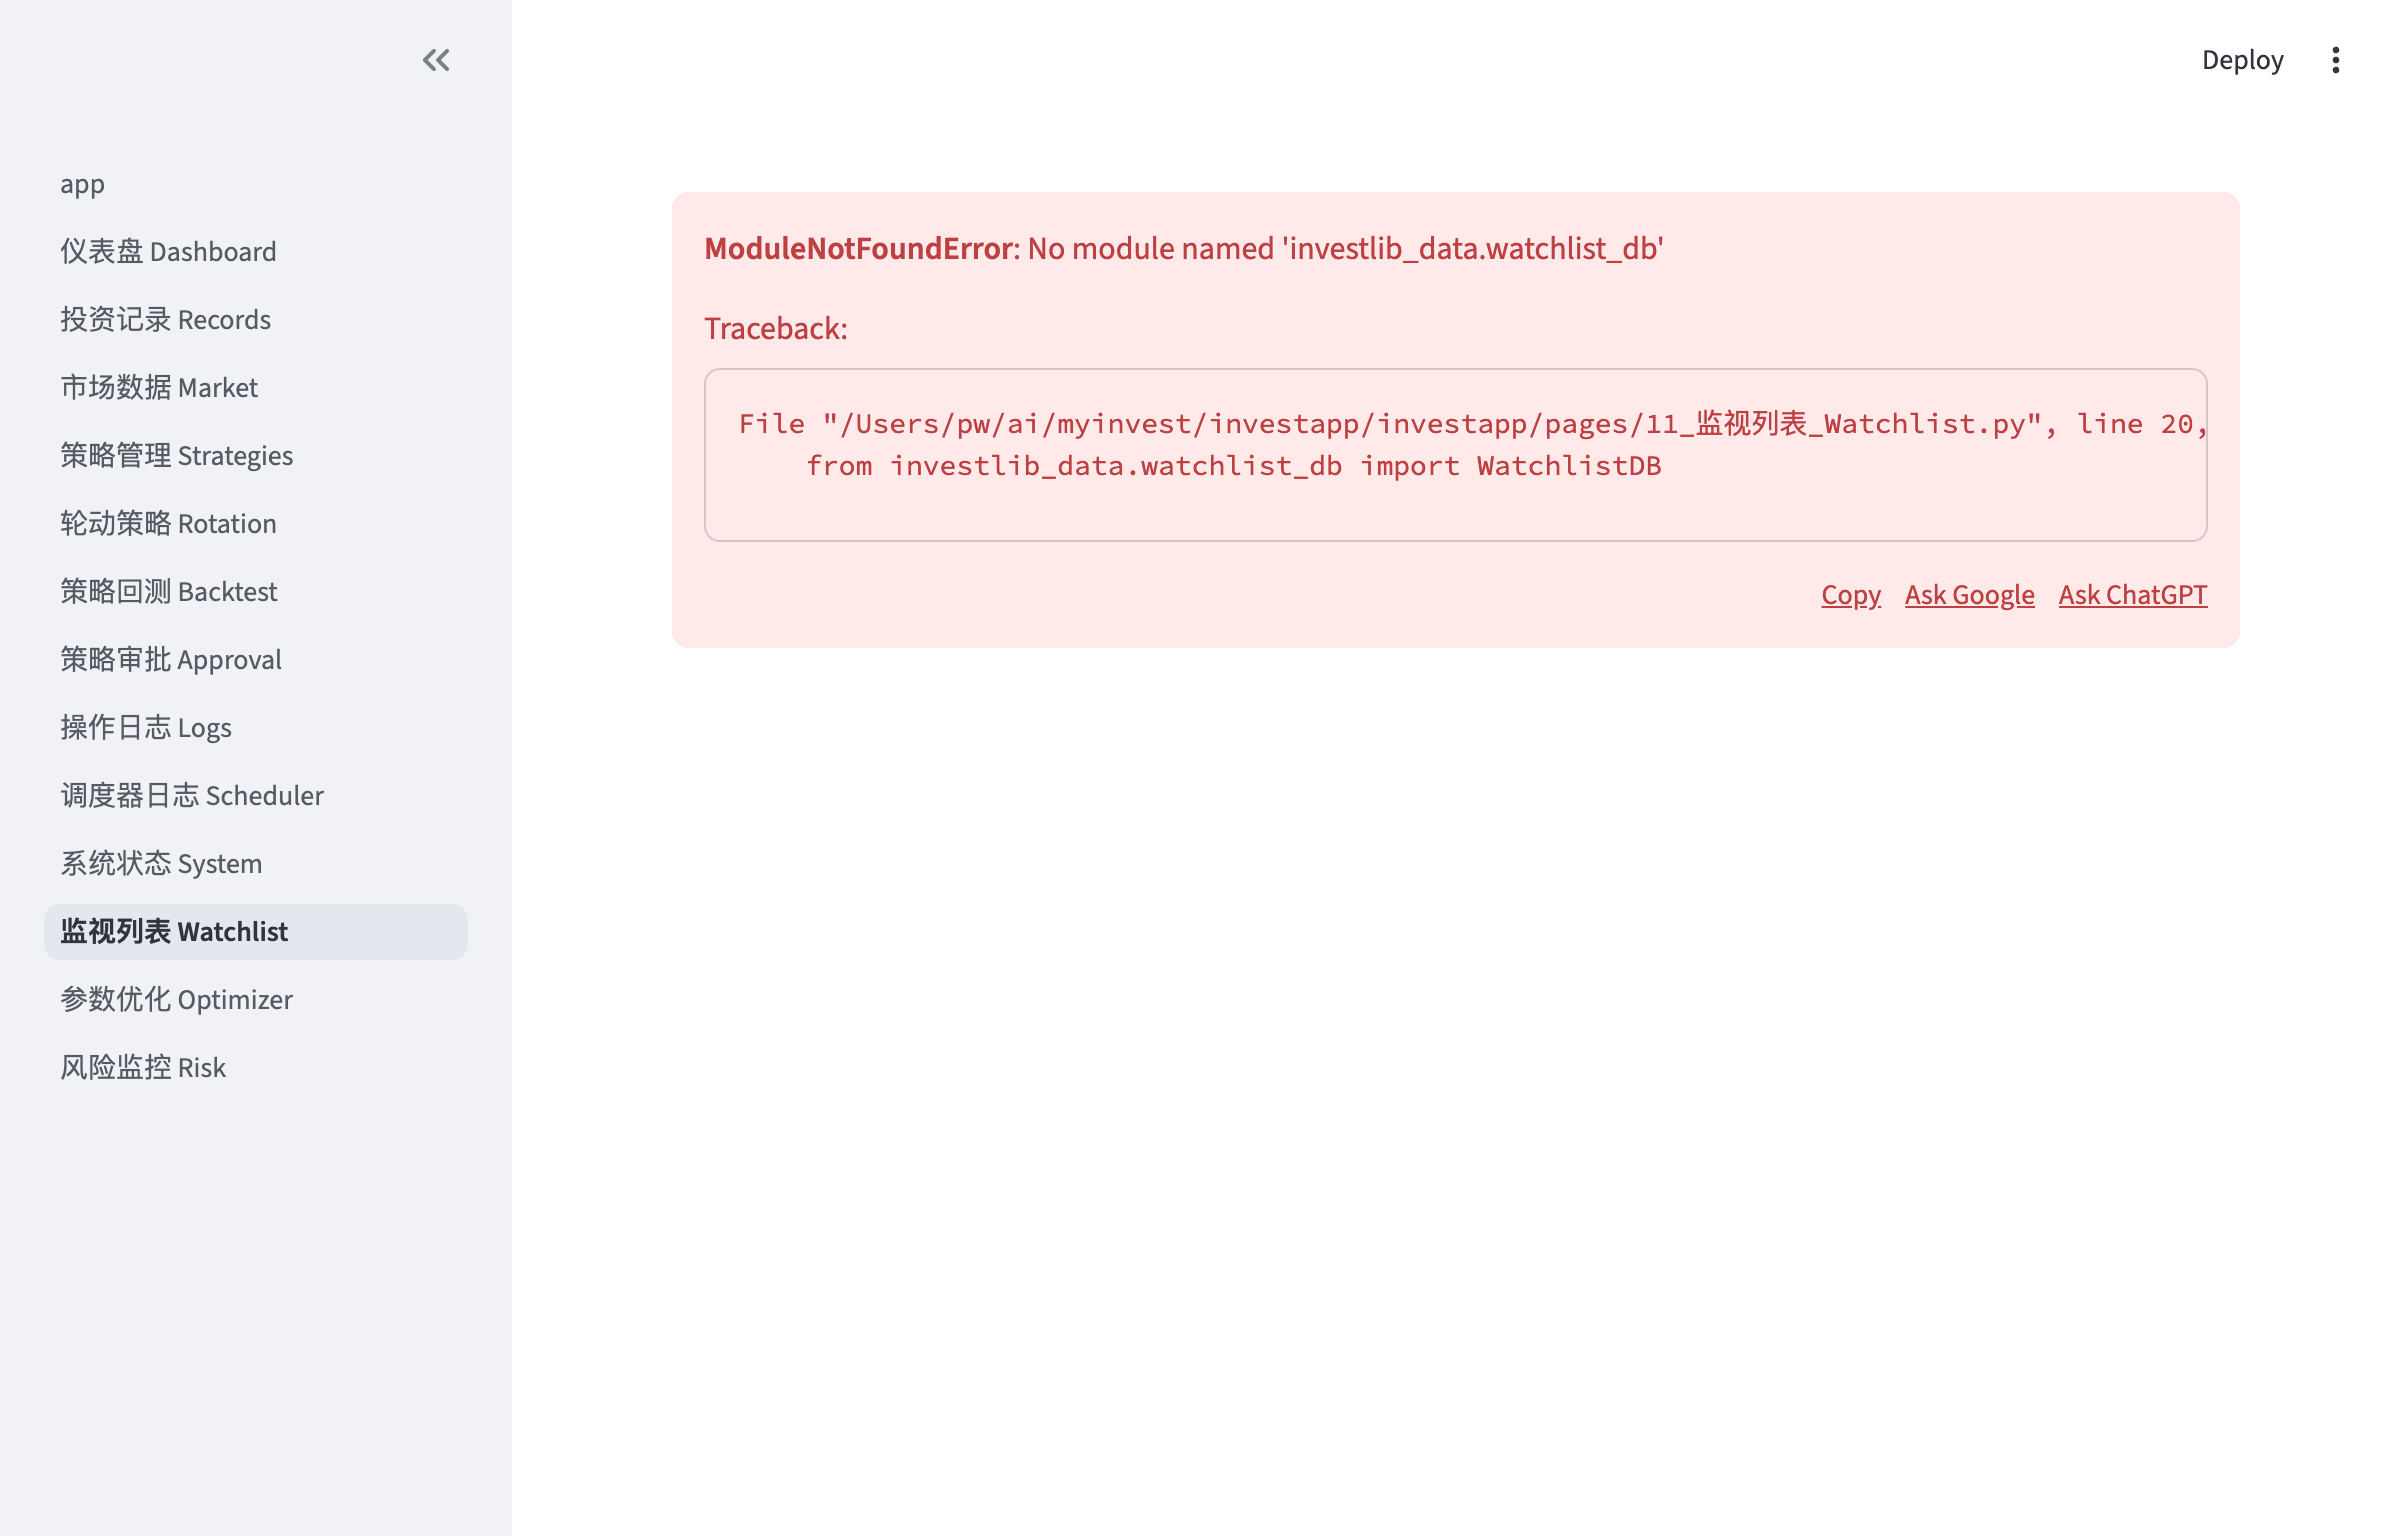 Deploy
app
仪表盘 Dashboard
投资记录 Records
市场数据 Market
策略管理 Strategies
轮动策略 Rotation
策略回测 Backtest
策略审批 Approval
操作日志 Logs
调度器日志 Scheduler
系统状态 System
监视列表 Watchlist
参数优化 Optimizer
风险监控 Risk
ModuleNotFoundError: No module named 'investlib_data.watchlist_db'
Traceback:
File "/Users/pw/ai/myinvest/investapp/investapp/pages/11_监视列表_Watchlist.py", line 20,
from investlib_data.watchlist_db import WatchlistDB
Copy Ask Google Ask ChatGPT